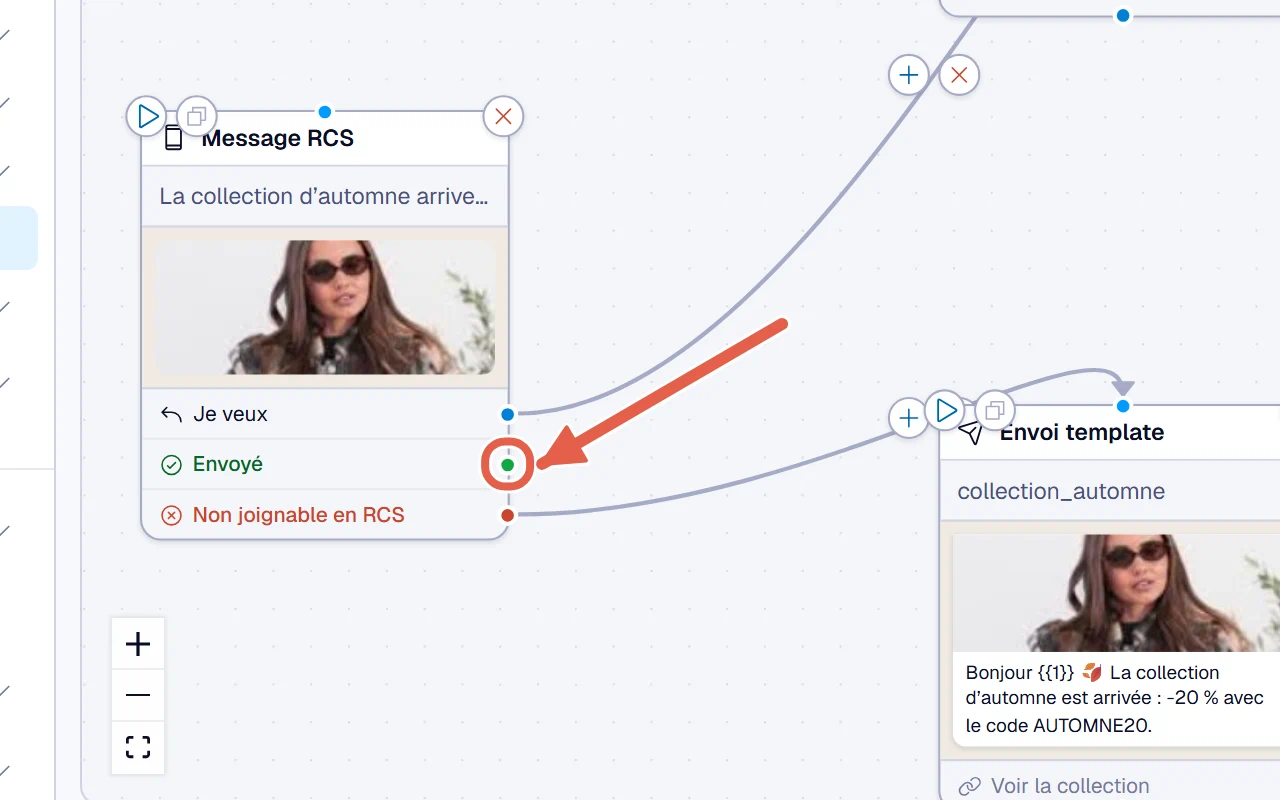 Message RCS
La collection d’automne arrive…
Je veux
Envoyé
Non joignable en RCS
Envoi template
collection_automne
Bonjour {{1}} 🍂 La collection
d’automne est arrivée : -20 % avec
le code AUTOMNE20.
Voir la collection